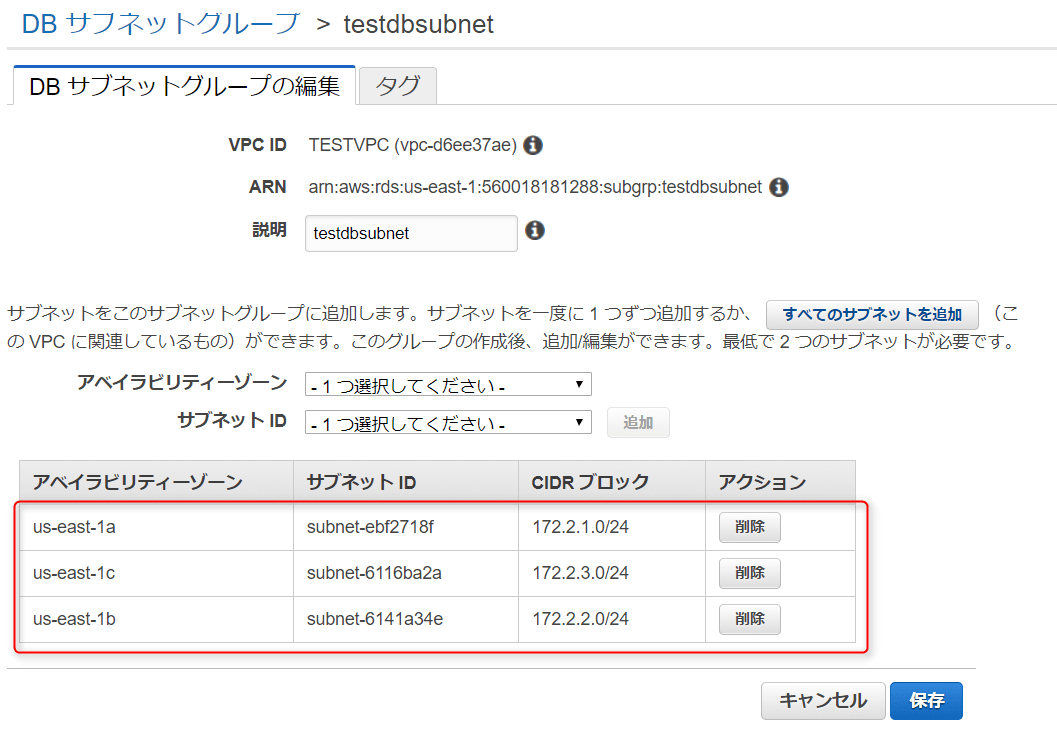 DB サブネットグループ > testdbsubnet
DB サブネットグループの編集 タグ
VPC ID TESTVPC (vpc-d6ee37ae)
ARN arn:aws:rds:us-east-1:560018181288:subgrp:testdbsubnet
説明 testdbsubnet
サブネットをこのサブネットグループに追加します。サブネットを一度に 1 つずつ追加するか、 すべてのサブネットを追加 （こ
の VPC に関連しているもの）ができます。このグループの作成後、追加/編集ができます。最低で 2 つのサブネットが必要です。
アベイラビリティーゾーン - 1 つ選択してください -
サブネット ID - 1 つ選択してください - 追加
アベイラビリティーゾーン サブネット ID CIDR ブロック アクション
us-east-1a subnet-ebf2718f 172.2.1.0/24 削除
us-east-1c subnet-6116ba2a 172.2.3.0/24 削除
us-east-1b subnet-6141a34e 172.2.2.0/24 削除
キャンセル 保存